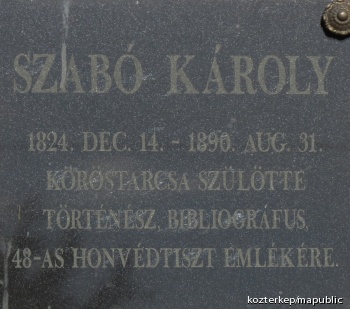 SZABÓ KÁROLY
1824. DEC. 14. - 1890. AUG. 31.
KÖRÖSTARCSA SZÜLÖTTE
TÖRTÉNÉSZ, BIBLIOGRÁFUS,
48-AS HONVÉDTISZT EMLÉKÉRE.
kozterkep/mapublic